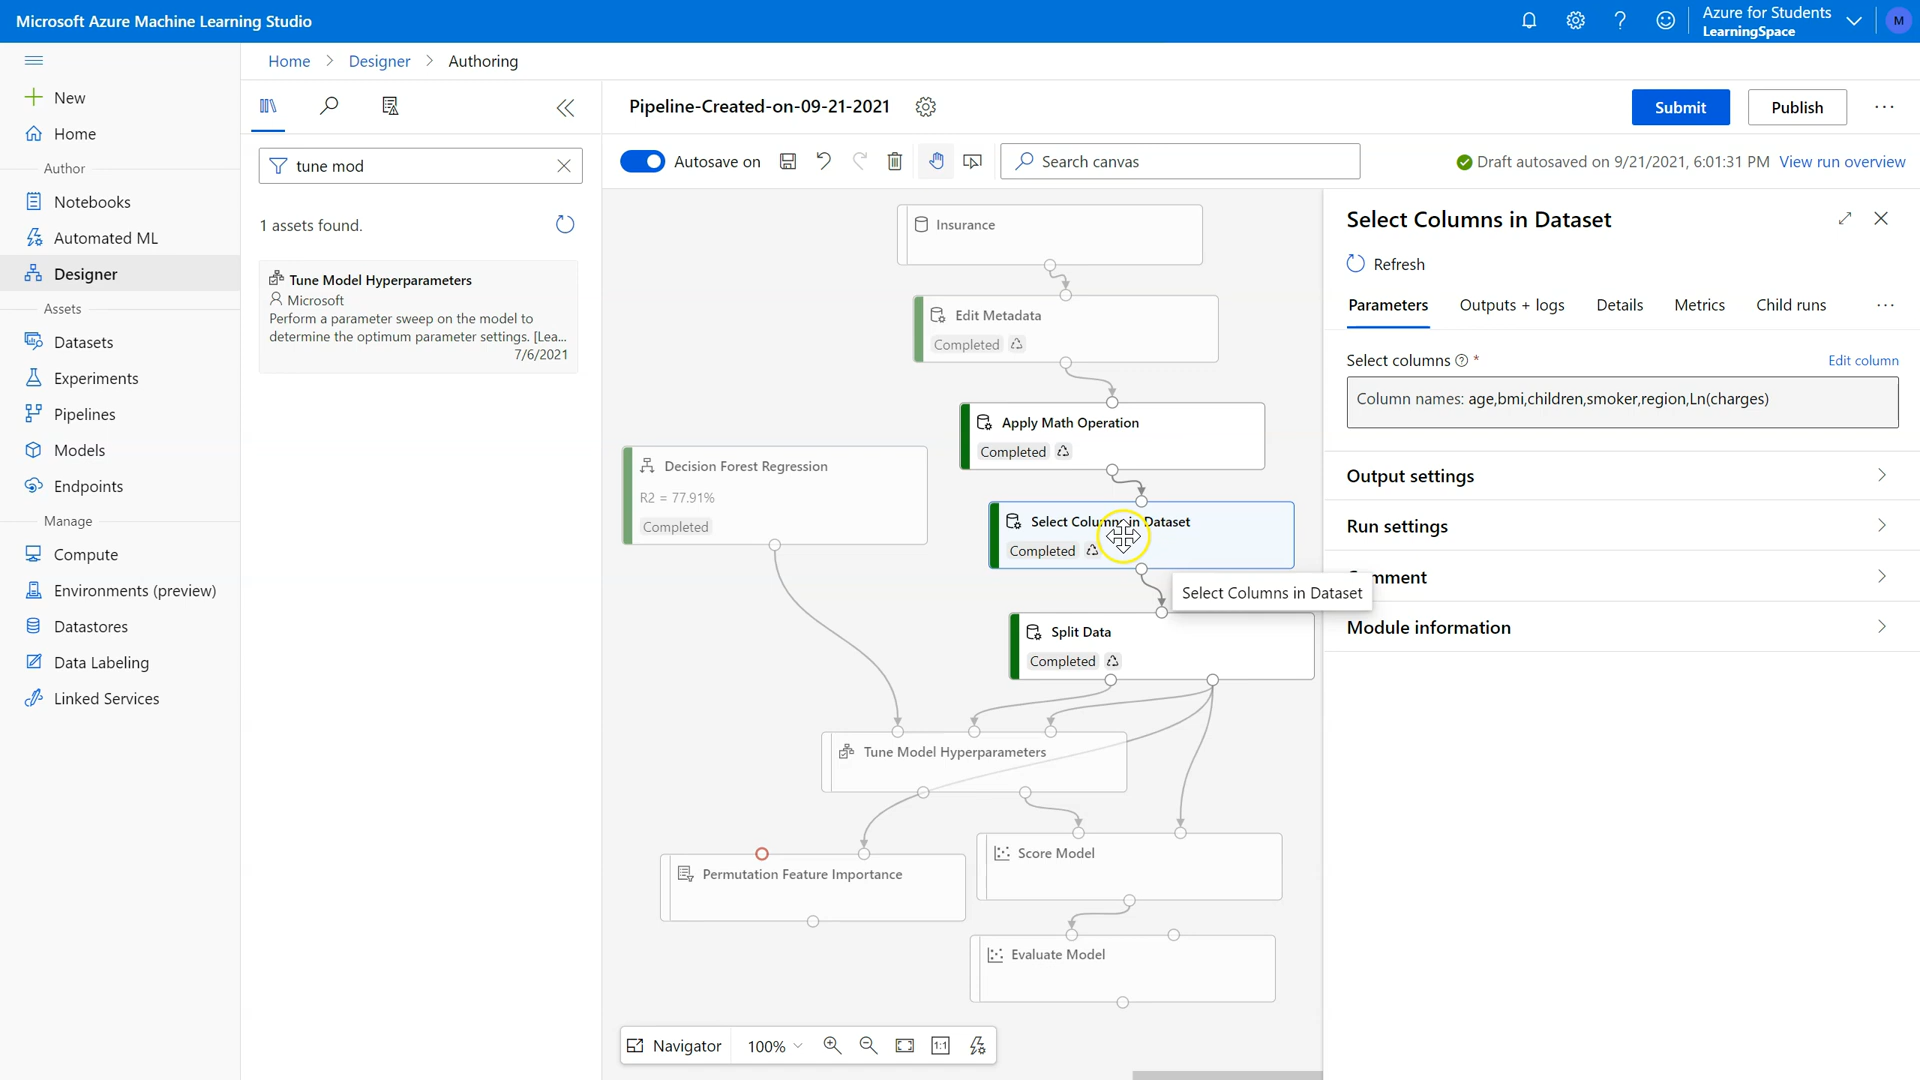 Microsoft Azure Machine Learning Studio
Azure for Students
LearningSpace
M
New
Home
Author
Notebooks
Automated ML
Designer
Assets
Datasets
Experiments
Pipelines
Models
Endpoints
Manage
Compute
Environments (preview)
Datastores
Data Labeling
Linked Services
Home > Designer > Authoring
tune mod
1 assets found.
Tune Model Hyperparameters
Microsoft
Perform a parameter sweep on the model to
determine the optimum parameter settings. [Lea...
7/6/2021
Pipeline-Created-on-09-21-2021
Submit
Publish
Autosave on
Search canvas
Draft autosaved on 9/21/2021, 6:01:31 PM
View run overview
Insurance
Edit Metadata
Completed
Apply Math Operation
Completed
Decision Forest Regression
R2 = 77.91%
Completed
Select Columns in Dataset
Completed
Select Columns in Dataset
Split Data
Completed
Tune Model Hyperparameters
Permutation Feature Importance
Score Model
Evaluate Model
Navigator
100%
1:1
Select Columns in Dataset
Refresh
Parameters
Outputs + logs
Details
Metrics
Child runs
Select columns *
Edit column
Column names: age,bmi,children,smoker,region,Ln(charges)
Output settings
Run settings
mment
Module information